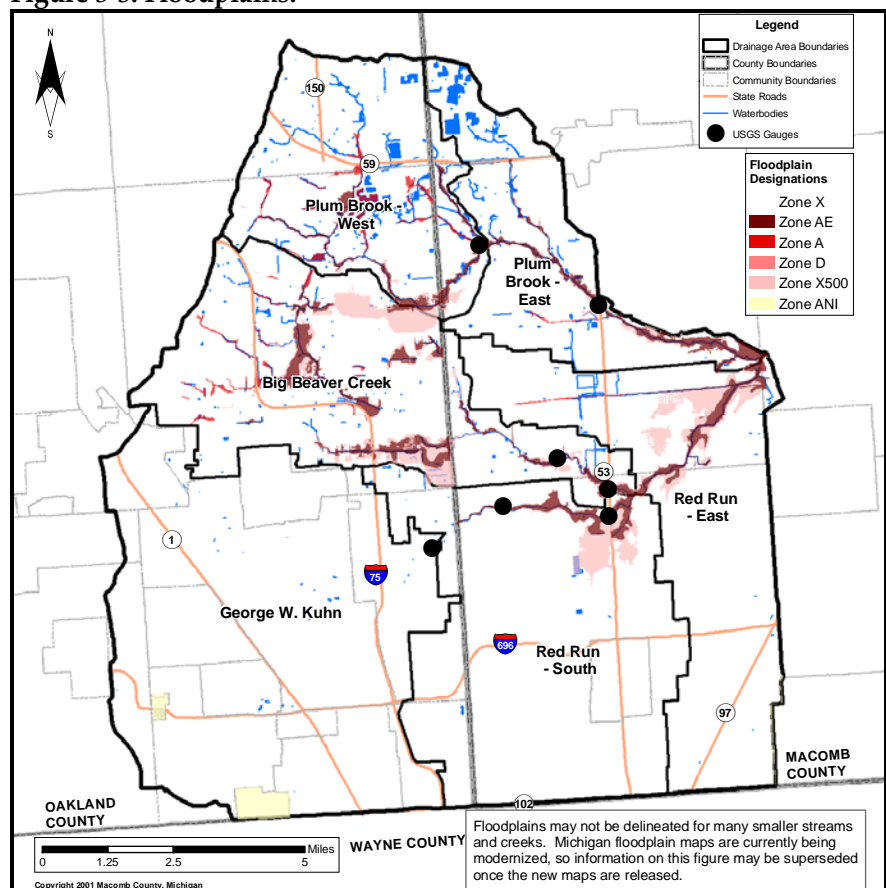 Figure 3-5. Floodplains.
N
S
Legend
Drainage Area Boundaries
County Boundaries
Community Boundaries
State Roads
Waterbodies
USGS Gauges
Floodplain
Designations
Zone X
Zone AE
Zone A
Zone D
Zone X500
Zone ANI
150
59
Plum Brook -
West
Plum
Brook -
East
Big Beaver Creek
53
Red Run
- East
1
75
George W. Kuhn
696
Red Run
- South
97
MACOMB
COUNTY
OAKLAND
COUNTY
102
WAYNE COUNTY
Miles
0 1.25 2.5 5
Floodplains may not be delineated for many smaller streams
and creeks. Michigan floodplain maps are currently being
modernized, so information on this figure may be superseded
once the new maps are released.
Copyright 2001 Macomb County, Michigan